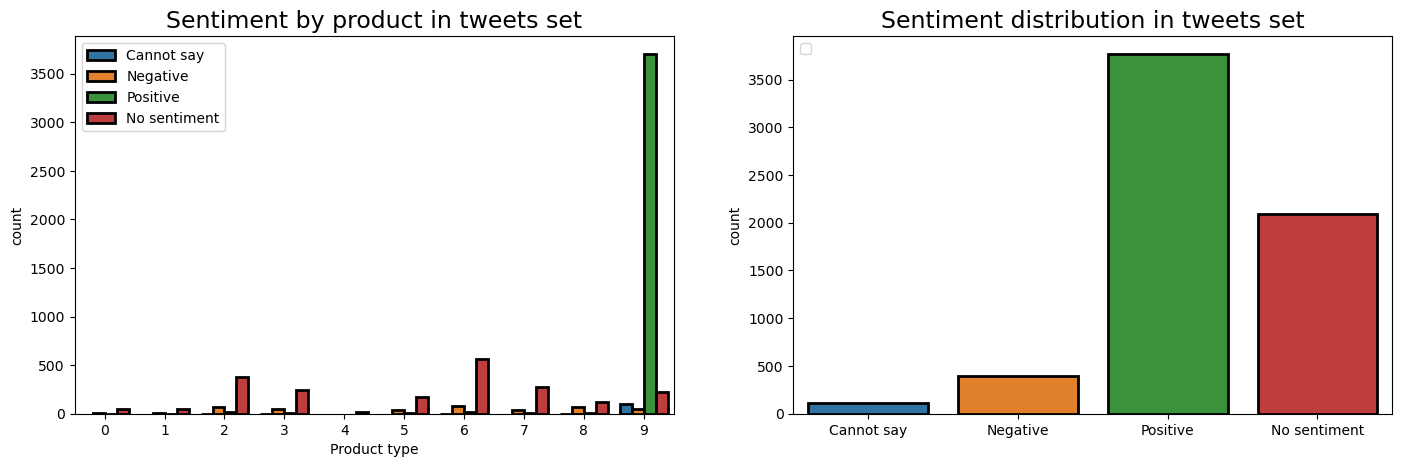 Sentiment by product in tweets set
Cannot say
Negative
Positive
No sentiment
3500
3000
2500
2000
1500
1000
500
0
count
0 1 2 3 4 5 6 7 8 9
Product type
Sentiment distribution in tweets set
3500
3000
2500
2000
1500
1000
500
0
count
Cannot say Negative Positive No sentiment